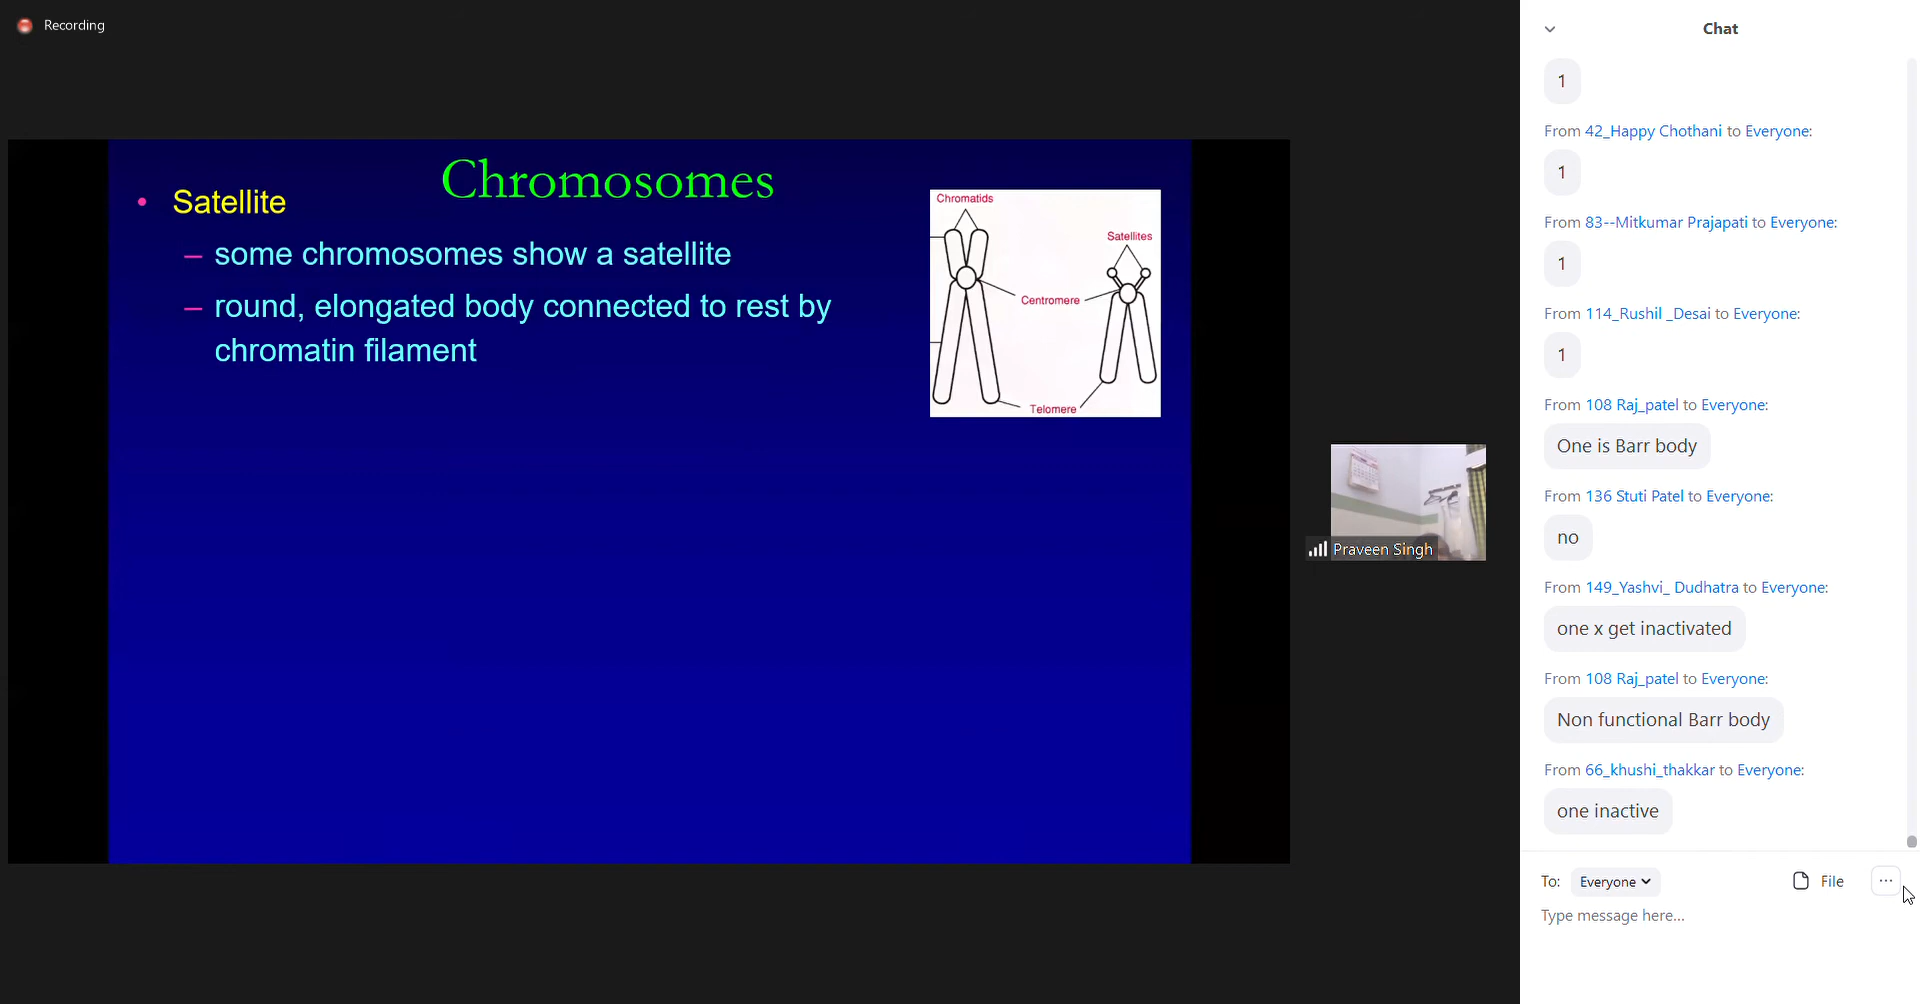 Recording
Chromosomes
• Satellite
– some chromosomes show a satellite
– round, elongated body connected to rest by
chromatin filament
Chromatids
Satellites
Centromere
Telomere
Praveen Singh
Chat
1
From 42_Happy Chothani to Everyone:
1
From 83--Mitkumar Prajapati to Everyone:
1
From 114_Rushil _Desai to Everyone:
1
From 108 Raj_patel to Everyone:
One is Barr body
From 136 Stuti Patel to Everyone:
no
From 149_Yashvi_ Dudhatra to Everyone:
one x get inactivated
From 108 Raj_patel to Everyone:
Non functional Barr body
From 66_khushi_thakkar to Everyone:
one inactive
To: Everyone File ...
Type message here...